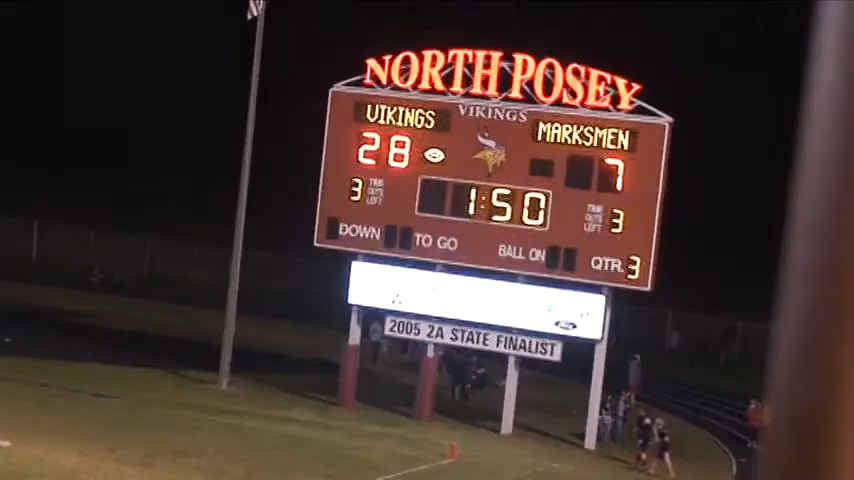 NORTH POSEY
VIKINGS
VIKINGS MARKSMEN
28 7
3 TIME OUTS LEFT 1:50 TIME OUTS LEFT 3
DOWN TO GO BALL ON QTR. 3
Ford
2005 2A STATE FINALIST